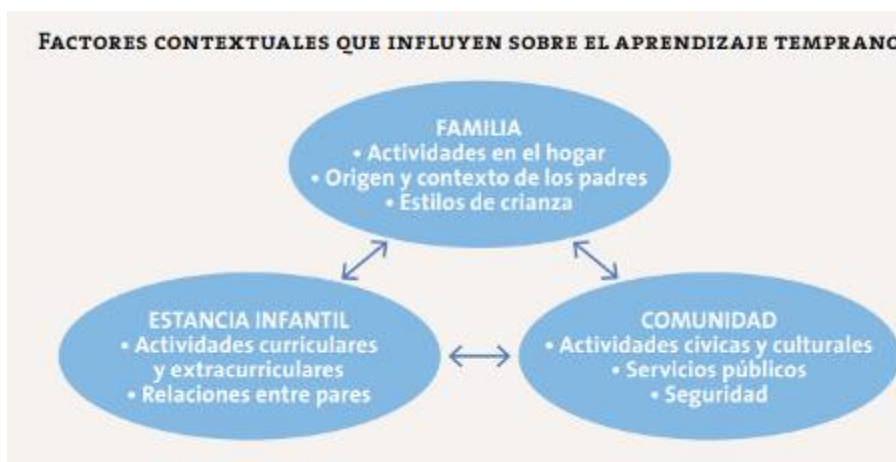 FACTORES CONTEXTUALES QUE INFLUYEN SOBRE EL APRENDIZAJE TEMPRANO
FAMILIA
• Actividades en el hogar
• Origen y contexto de los padres
• Estilos de crianza
ESTANCIA INFANTIL
• Actividades curriculares
y extracurriculares
• Relaciones entre pares
COMUNIDAD
• Actividades cívicas y culturales
• Servicios públicos
• Seguridad